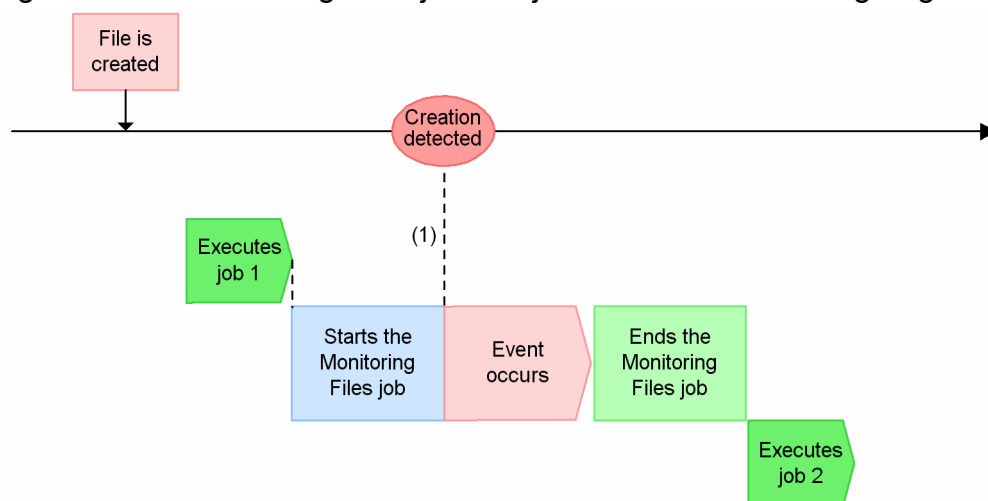 File is
created
Creation
detected
(1)
Executes
job 1
Starts the
Monitoring
Files job
Event
occurs
Ends the
Monitoring
Files job
Executes
job 2